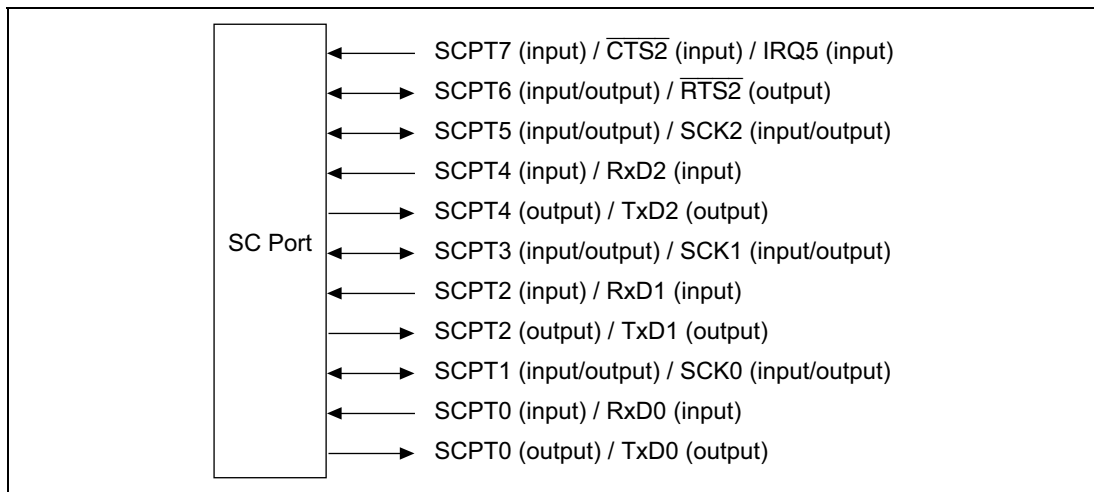 SCPT7 (input) / CTS2 (input) / IRQ5 (input)
SCPT6 (input/output) / RTS2 (output)
SCPT5 (input/output) / SCK2 (input/output)
SCPT4 (input) / RxD2 (input)
SCPT4 (output) / TxD2 (output)
SC Port
SCPT3 (input/output) / SCK1 (input/output)
SCPT2 (input) / RxD1 (input)
SCPT2 (output) / TxD1 (output)
SCPT1 (input/output) / SCK0 (input/output)
SCPT0 (input) / RxD0 (input)
SCPT0 (output) / TxD0 (output)